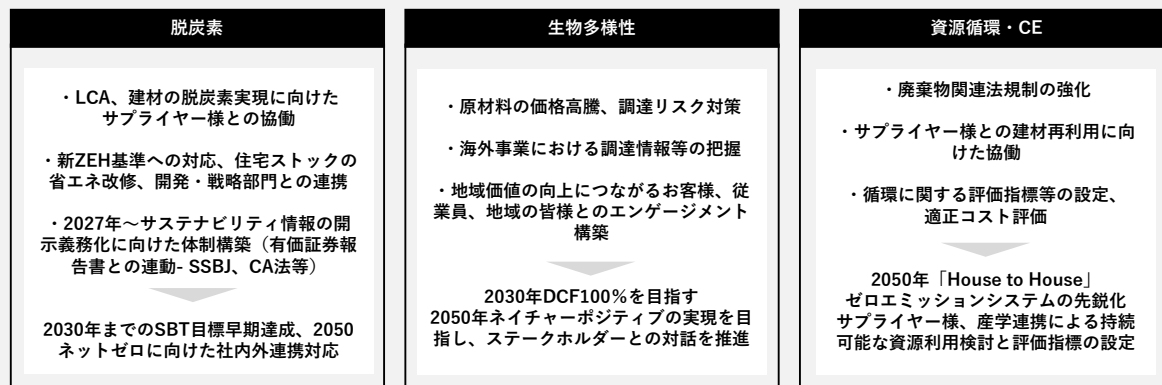 脱炭素
・LCA、建材の脱炭素実現に向けた
サプライヤー様との協働
・新ZEH基準への対応、住宅ストックの
省エネ改修、開発・戦略部門との連携
・2027年～サステナビリティ情報の開
示義務化に向けた体制構築（有価証券報
告書との連動- SSBJ、CA法等）
2030年までのSBT目標早期達成、2050
ネットゼロに向けた社内外連携対応
生物多様性
・原材料の価格高騰、調達リスク対策
・海外事業における調達情報等の把握
・地域価値の向上につながるお客様、従
業員、地域の皆様とのエンゲージメント
構築
2030年DCF100%を目指す
2050年ネイチャーポジティブの実現を目
指し、ステークホルダーとの対話を推進
資源循環・CE
・廃棄物関連法規制の強化
・サプライヤー様との建材再利用に向
けた協働
・循環に関する評価指標等の設定、
適正コスト評価
2050年「House to House」
ゼロエミッションシステムの先鋭化
サプライヤー様、産学連携による持続
可能な資源利用検討と評価指標の設定